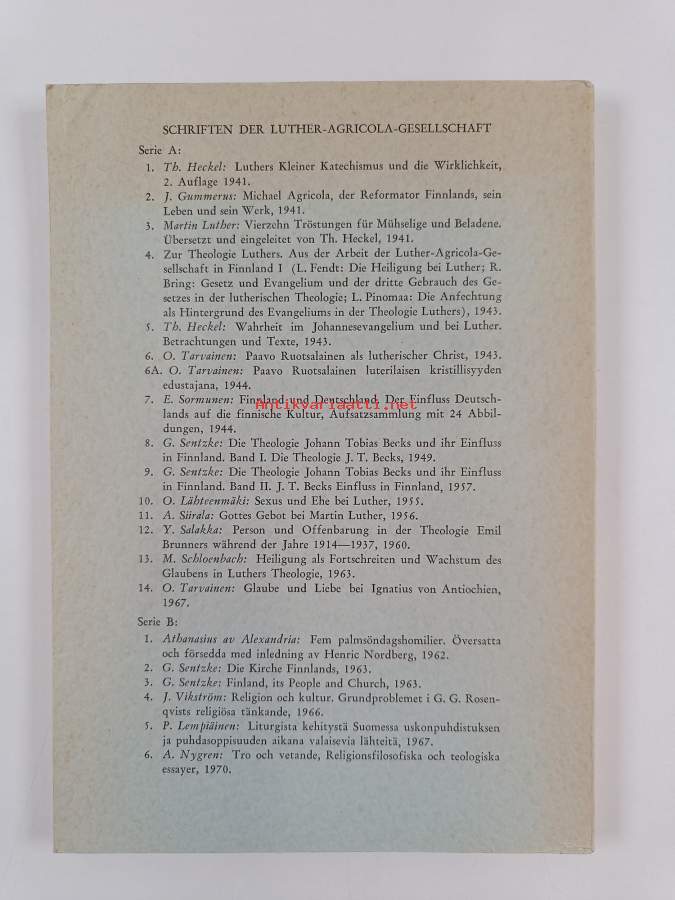 SCHRIFTEN DER LUTHER-AGRICOLA-GESELLSCHAFT
Serie A:
1. Th. Heckel: Luthers Kleiner Katechismus und die Wirklichkeit,
2. Auflage 1941.
2. J. Gummerus: Michael Agricola, der Reformator Finnlands, sein
Leben und sein Werk, 1941.
3. Martin Luther: Vierzehn Tröstungen für Mühselige und Beladene.
Übersetzt und eingeleitet von Th. Heckel, 1941.
4. Zur Theologie Luthers. Aus der Arbeit der Luther-Agricola-Ge-
sellschaft in Finnland I (L. Fendt: Die Heiligung bei Luther; R.
Bring: Gesetz und Evangelium und der dritte Gebrauch des Ge-
setzes in der lutherischen Theologie; L. Pinomaa: Die Anfechtung
als Hintergrund des Evangeliums in der Theologie Luthers), 1943.
5. Th. Heckel: Wahrheit im Johannesevangelium und bei Luther.
Betrachtungen und Texte, 1943.
6. O. Tarvainen: Paavo Ruotsalainen als lutherischer Christ, 1943.
6A. O. Tarvainen: Paavo Ruotsalainen luterilaisen kristillisyyden
edustajana, 1944.
7. E. Sormunen: Finnland und Deutschland. Der Einfluss Deutsch-
Antikvariaatti.net
lands auf die finnische Kultur, Aufsatzsammlung mit 24 Abbil-
dungen, 1944.
8. G. Sentzke: Die Theologie Johann Tobias Becks und ihr Einfluss
in Finnland. Band I. Die Theologie J. T. Becks, 1949.
9. G. Sentzke: Die Theologie Johann Tobias Becks und ihr Einfluss
in Finnland. Band II. J. T. Becks Einfluss in Finnland, 1957.
10. O. Lähteenmäki: Sexus und Ehe bei Luther, 1955.
11. A. Siirala: Gottes Gebot bei Martin Luther, 1956.
12. Y. Salakka: Person und Offenbarung in der Theologie Emil
Brunners während der Jahre 1914—1937, 1960.
13. M. Schloenbach: Heiligung als Fortschreiten und Wachstum des
Glaubens in Luthers Theologie, 1963.
14. O. Tarvainen: Glaube und Liebe bei Ignatius von Antiochien,
1967.
Serie B:
1. Athanasius av Alexandria: Fem palmsöndagshomilier. Översatta
och försedda med inledning av Henric Nordberg, 1962.
2. G. Sentzke: Die Kirche Finnlands, 1963.
3. G. Sentzke: Finland, its People and Church, 1963.
4. J. Vikström: Religion och kultur. Grundproblemet i G. G. Rosen-
qvists religiösa tänkande, 1966.
5. P. Lempiäinen: Liturgista kehitystä Suomessa uskonpuhdistuksen
ja puhdasoppisuuden aikana valaisevia lähteitä, 1967.
6. A. Nygren: Tro och vetande, Religionsfilosofiska och teologiska
essayer, 1970.